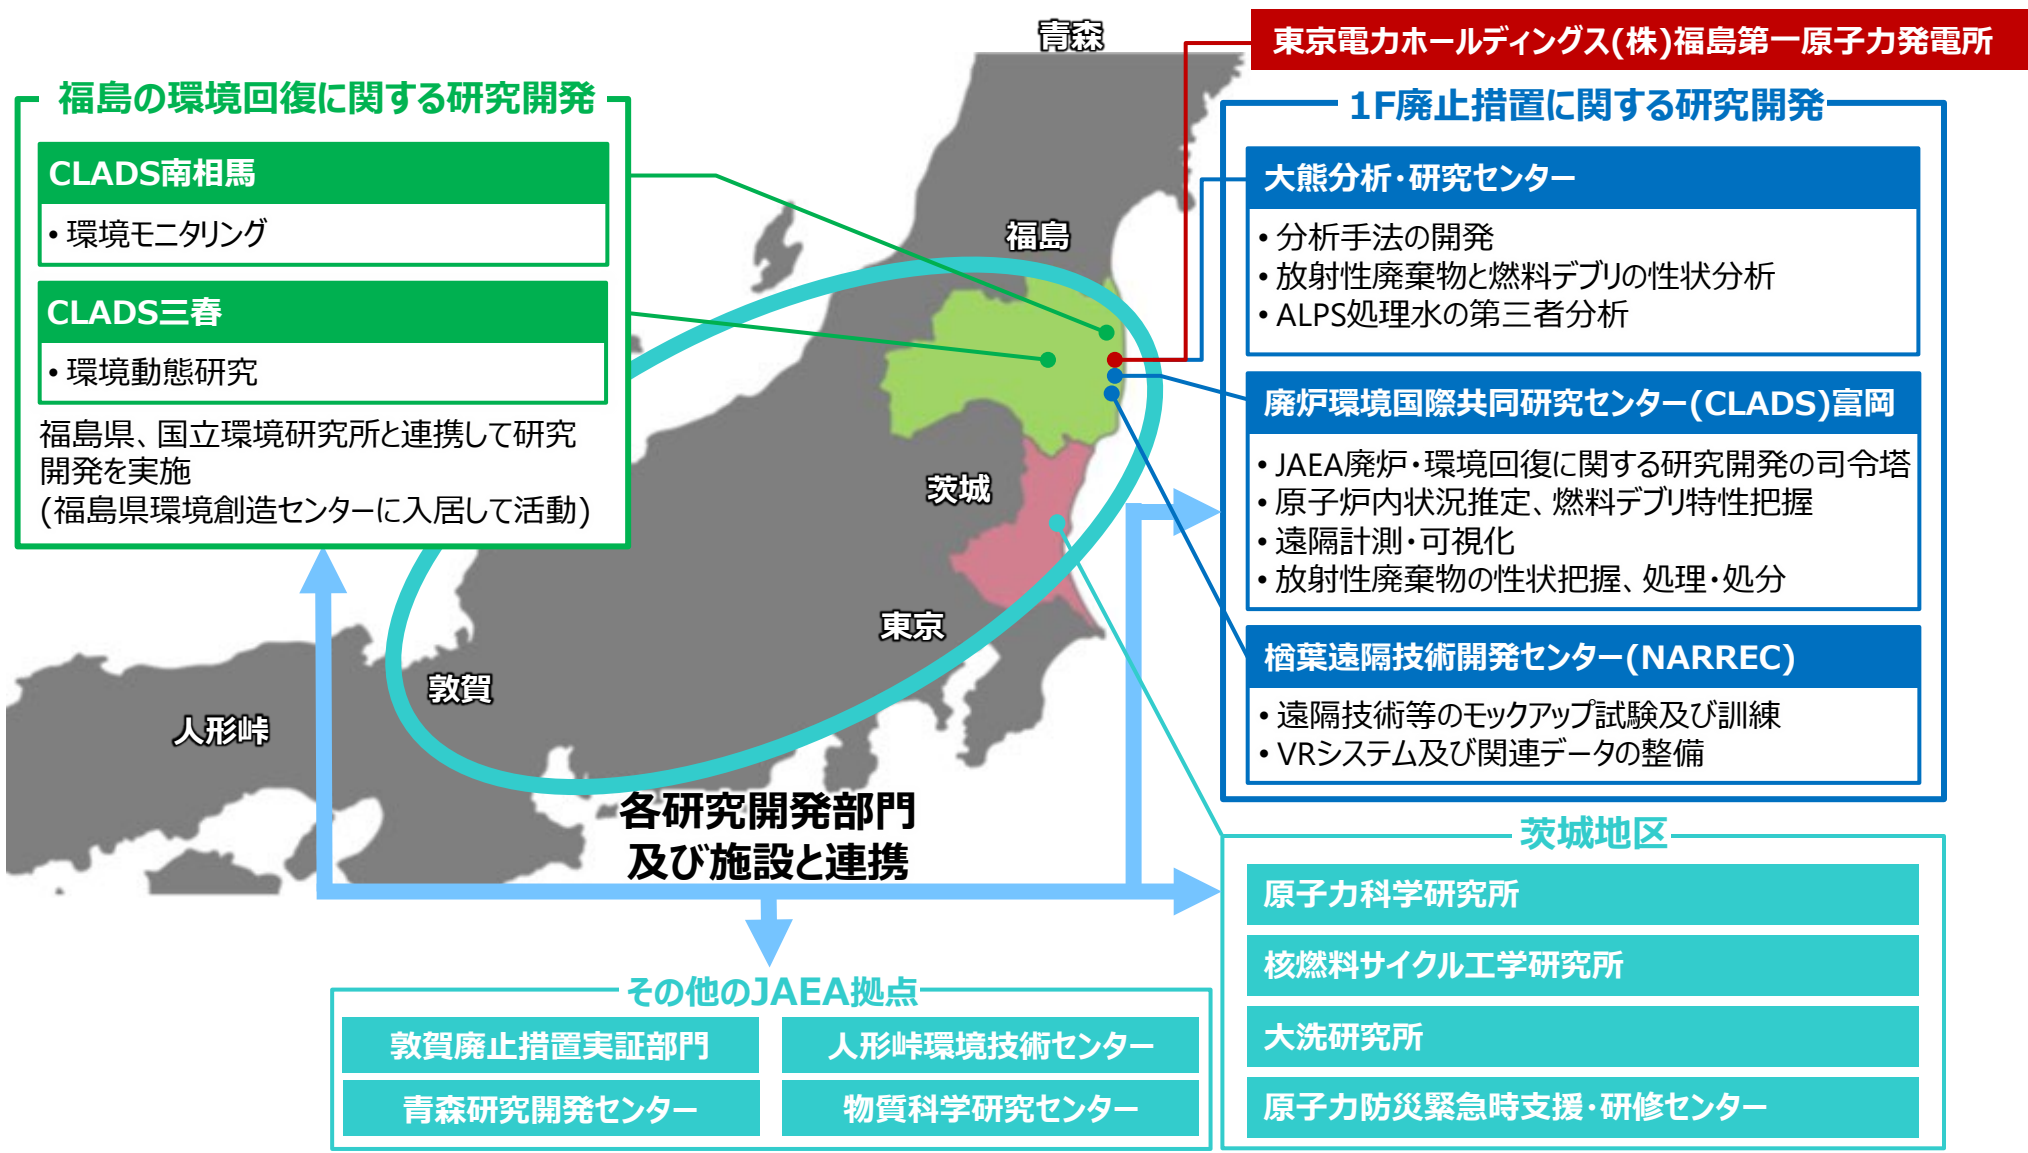 青森
東京電力ホールディングス(株)福島第一原子力発電所
福島の環境回復に関する研究開発
CLADS南相馬
・環境モニタリング
CLADS三春
・環境動態研究
福島県、国立環境研究所と連携して研究
開発を実施
(福島県環境創造センターに入居して活動)
1F廃止措置に関する研究開発
大熊分析・研究センター
・分析手法の開発
・放射性廃棄物と燃料デブリの性状分析
・ALPS処理水の第三者分析
廃炉環境国際共同研究センター(CLADS)富岡
・JAEA廃炉・環境回復に関する研究開発の司令塔
・原子炉内状況推定、燃料デブリ特性把握
・遠隔計測・可視化
・放射性廃棄物の性状把握、処理・処分
楢葉遠隔技術開発センター(NARREC)
・遠隔技術等のモックアップ試験及び訓練
・VRシステム及び関連データの整備
福島
茨城
東京
敦賀
人形峠
各研究開発部門
及び施設と連携
茨城地区
原子力科学研究所
核燃料サイクル工学研究所
大洗研究所
原子力防災緊急時支援・研修センター
その他のJAEA拠点
敦賀廃止措置実証部門
人形峠環境技術センター
青森研究開発センター
物質科学研究センター